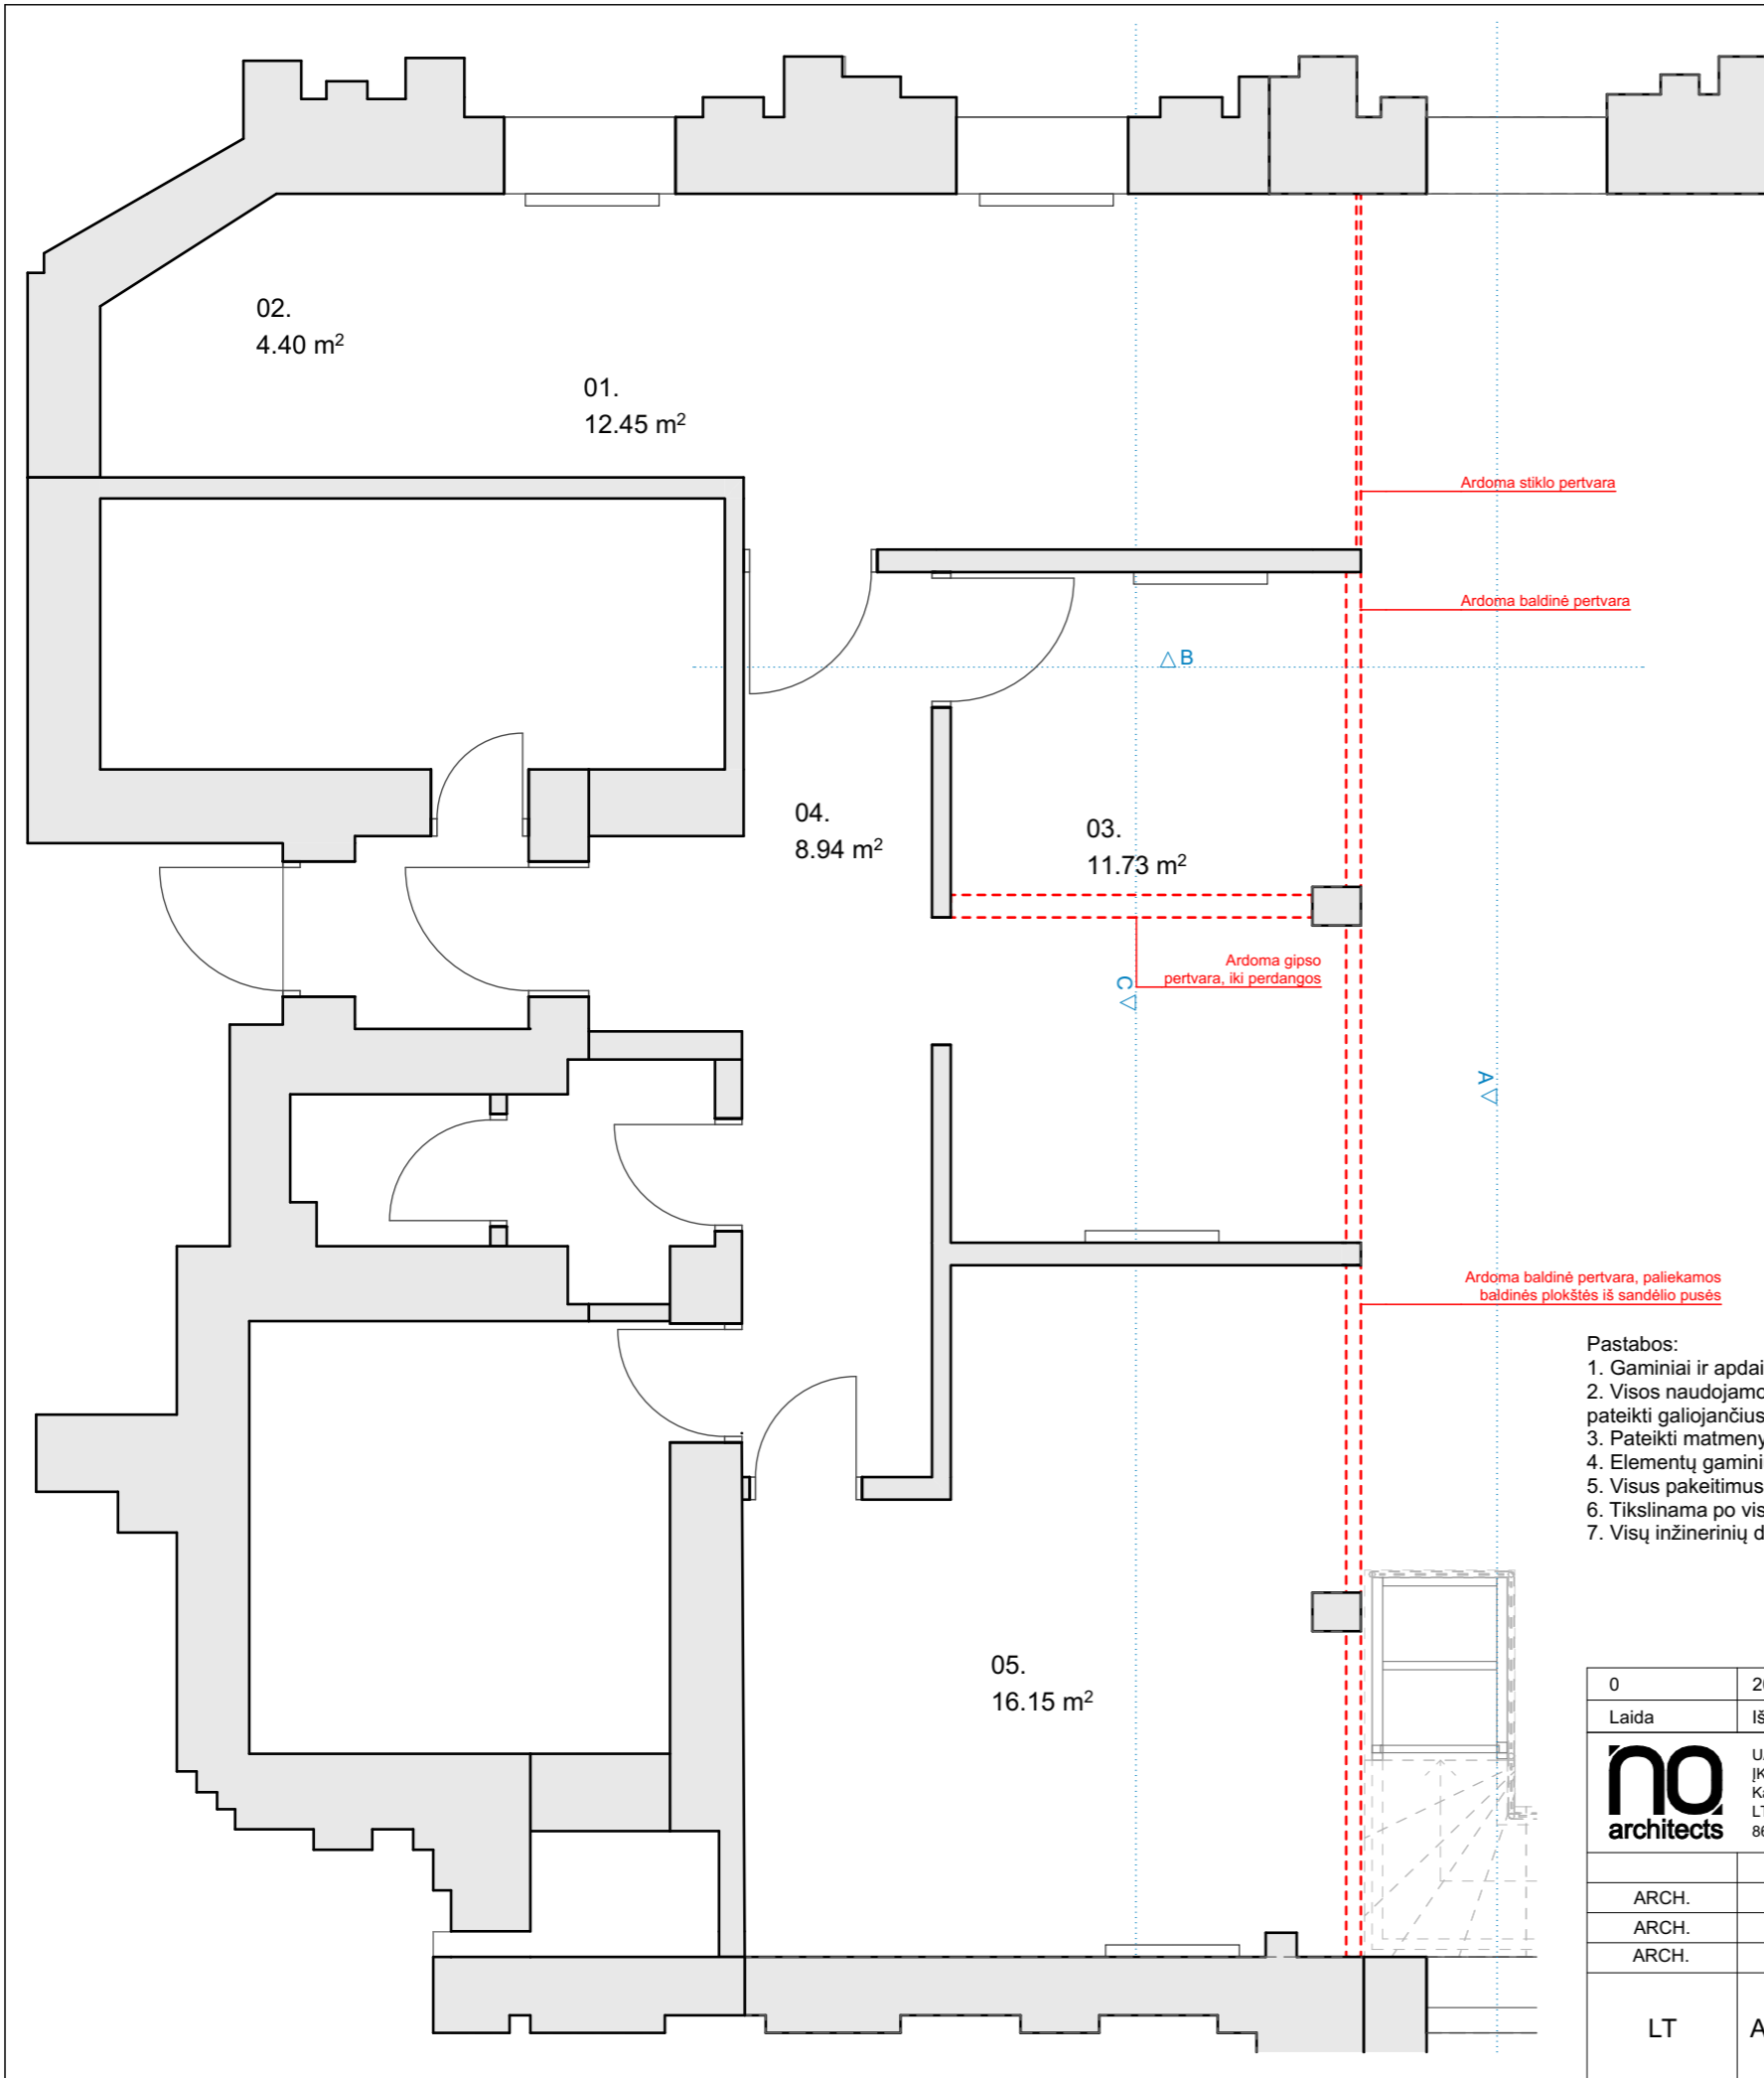 02.
4.40 m²
01.
12.45 m²
Ardoma stiklo pertvara
Ardoma baldinė pertvara
B
04.
8.94 m²
03.
11.73 m²
Ardoma gipso
pertvara, iki perdangos
C
A
Ardoma baldinė pertvara, paliekamos
baldinės plokštės iš sandėlio pusės
Pastabos:
1. Gaminiai ir apdai
2. Visos naudojamo
pateikti galiojančius
3. Pateikti matmeny
4. Elementų gamini
5. Visus pakeitimus
6. Tikslinama po vis
7. Visų inžinerinių d
05.
16.15 m²
0
Laida Iš
no
architects
ARCH.
ARCH.
ARCH.
LT A